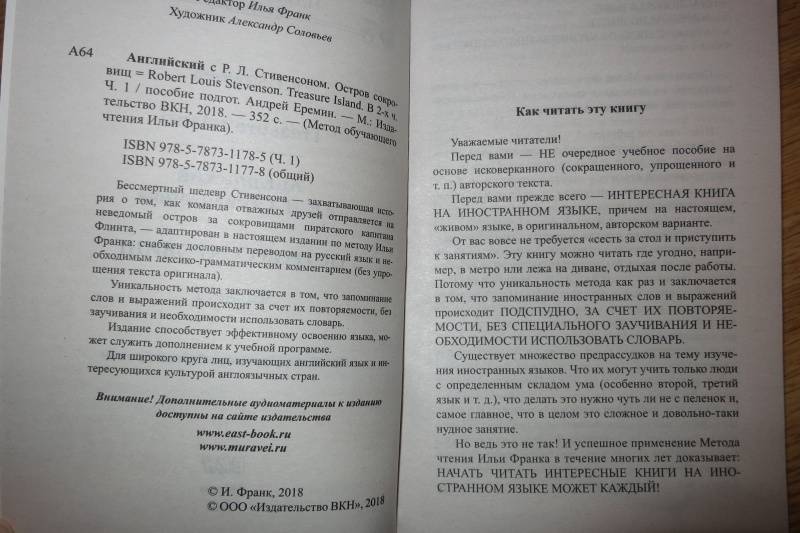 редактор Илья Франк
Художник Александр Соловьев
А64
Английский с Р. Л. Стивенсоном. Остров сокро-
вищ = Robert Louis Stevenson. Treasure Island. В 2-х ч.
Ч. 1 / пособие подгот. Андрей Еремин. — М.: Изда-
тельство ВКН, 2018. — 352 с. — (Метод обучающего
чтения Ильи Франка).
ISBN 978-5-7873-1178-5 (Ч. 1)
ISBN 978-5-7873-1177-8 (общий)
Бессмертный шедевр Стивенсона — захватывающая исто-
рия о том, как команда отважных друзей отправляется на
неведомый остров за сокровищами пиратского капитана
Флинта, — адаптирован в настоящем издании по методу Ильи
Франка: снабжен дословным переводом на русский язык и не-
обходимым лексико-грамматическим комментарием (без упро-
щения текста оригинала).
Уникальность метода заключается в том, что запоминание
слов и выражений происходит за счет их повторяемости, без
заучивания и необходимости использовать словарь.
Издание способствует эффективному освоению языка, мо-
жет служить дополнением к учебной программе.
Для широкого круга лиц, изучающих английский язык и ин-
тересующихся культурой англоязычных стран.
Внимание! Дополнительные аудиоматериалы к изданию
доступны на сайте издательства
www.east-book.ru
www.muravei.ru
© И. Франк, 2018
© ООО «Издательство ВКН», 2018
Как читать эту книгу
Уважаемые читатели!
Перед вами — НЕ очередное учебное пособие на
основе исковерканного (сокращенного, упрощенного и
т. п.) авторского текста.
Перед вами прежде всего — ИНТЕРЕСНАЯ КНИГА
НА ИНОСТРАННОМ ЯЗЫКЕ, причем на настоящем,
«живом» языке, в оригинальном, авторском варианте.
От вас вовсе не требуется «сесть за стол и приступить
к занятиям». Эту книгу можно читать где угодно, напри-
мер, в метро или лежа на диване, отдыхая после работы.
Потому что уникальность метода как раз и заключается
в том, что запоминание иностранных слов и выражений
происходит ПОДСПУДНО, ЗА СЧЕТ ИХ ПОВТОРЯЕ-
МОСТИ, БЕЗ СПЕЦИАЛЬНОГО ЗАУЧИВАНИЯ И НЕ-
ОБХОДИМОСТИ ИСПОЛЬЗОВАТЬ СЛОВАРЬ.
Существует множество предрассудков на тему изуче-
ния иностранных языков. Что их могут учить только люди
с определенным складом ума (особенно второй, третий
язык и т. д.), что делать это нужно чуть ли не с пеленок и,
самое главное, что в целом это сложное и довольно-таки
нудное занятие.
Но ведь это не так! И успешное применение Метода
чтения Ильи Франка в течение многих лет доказывает:
НАЧАТЬ ЧИТАТЬ ИНТЕРЕСНЫЕ КНИГИ НА ИНО-
СТРАННОМ ЯЗЫКЕ МОЖЕТ КАЖДЫЙ!